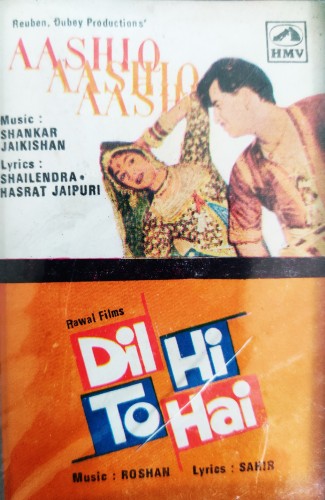 Reuben, Dubey Productions'
HMV
AASHIQ
AASHIQ
AASHIQ
Music :
SHANKAR
JAIKISHAN
Lyrics :
SHAILENDRA •
HASRAT JAIPURI
Rawal Films
Dil Hi
To Hai
Music : ROSHAN Lyrics : SAHIR